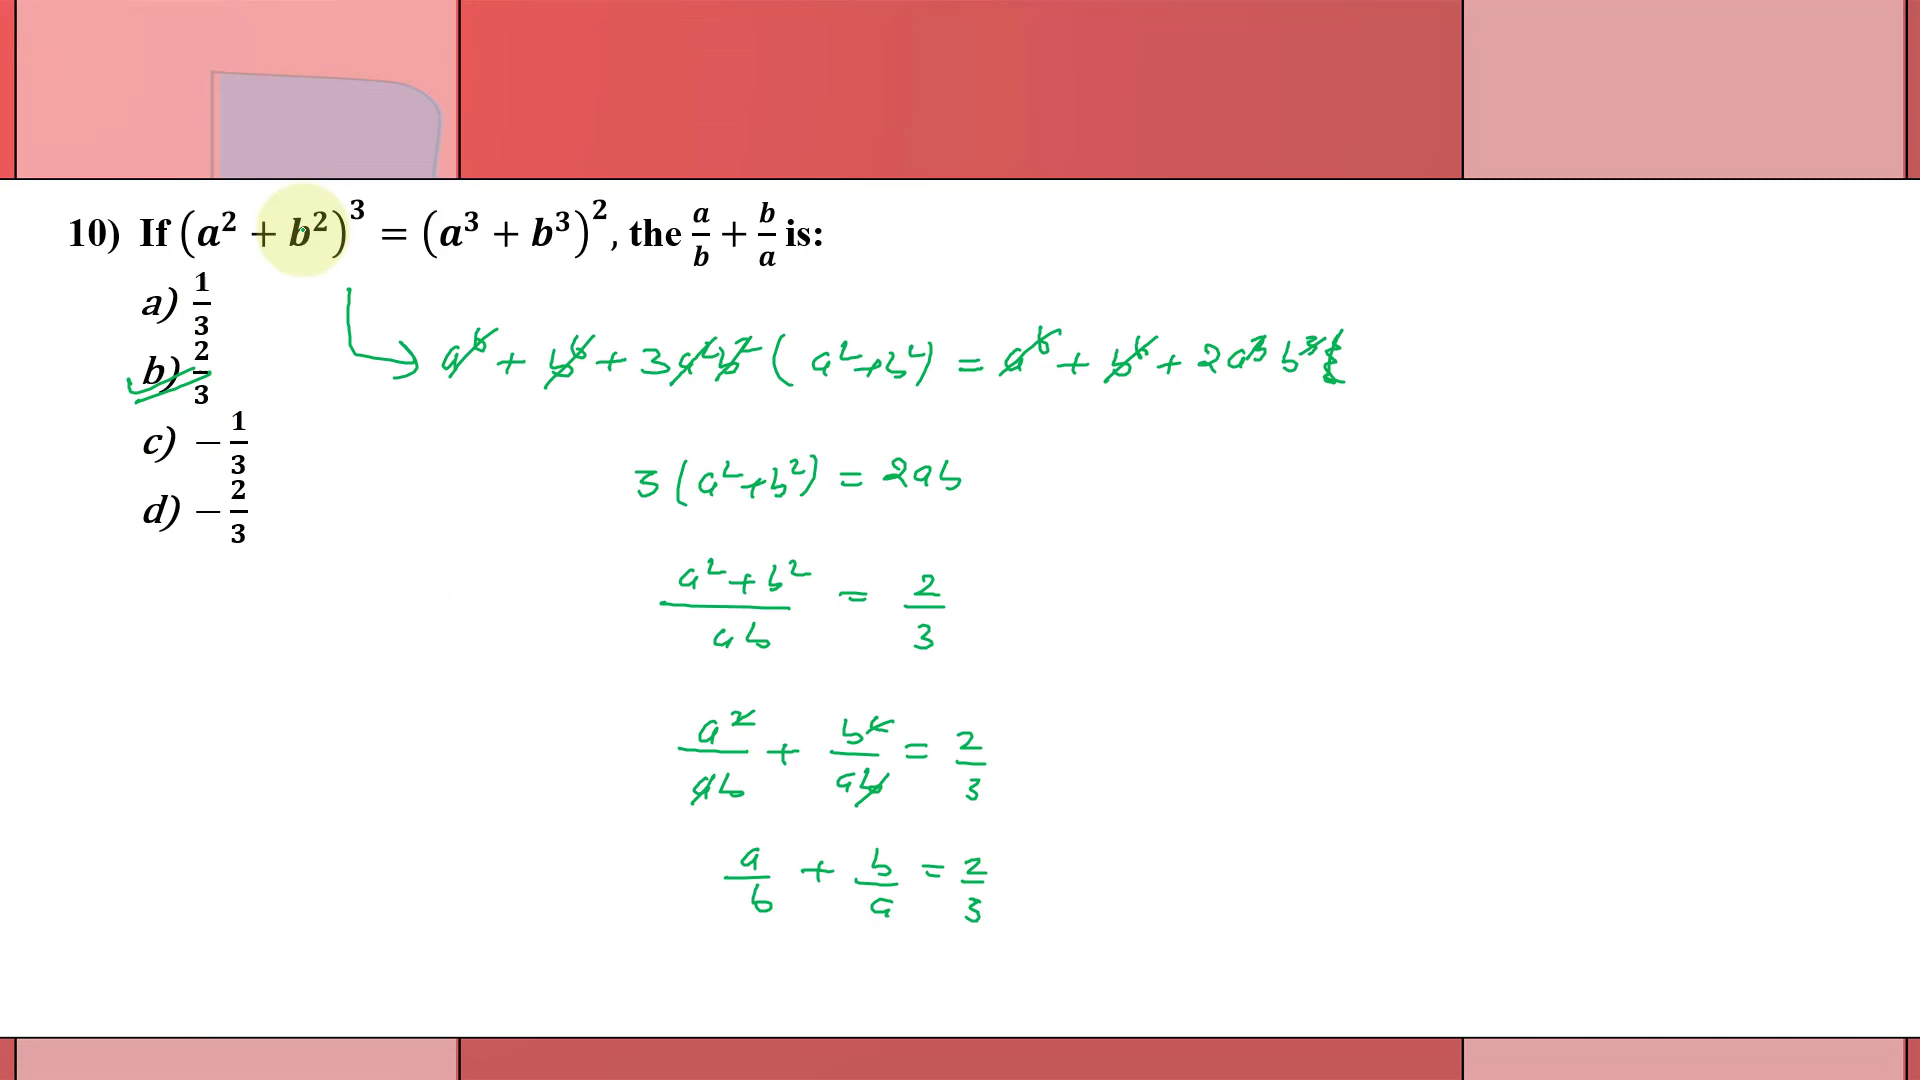 10) If (a² + b²)³ = (a³ + b³)², the a/b + b/a is:
a) 1/3
a⁶ + b⁶ + 3a²b² (a²+b²) = a⁶ + b⁶ + 2a³b³
b) 2/3
c) −1/3
3(a²+b²) = 2ab
d) −2/3
a²+b²/ab = 2/3
a²/ab + b²/ab = 2/3
a/b + b/a = 2/3